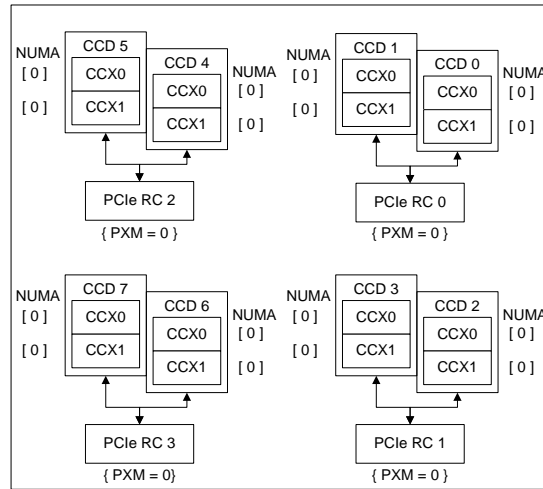 NUMA
CCD 5
CCD 4
NUMA
[ 0 ]
CCX0
CCX0
[ 0 ]
[ 0 ]
CCX1
CCX1
[ 0 ]
PCIe RC 2
{ PXM = 0 }
NUMA
CCD 1
CCD 0
NUMA
[ 0 ]
CCX0
CCX0
[ 0 ]
[ 0 ]
CCX1
CCX1
[ 0 ]
PCIe RC 0
{ PXM = 0 }
NUMA
CCD 7
CCD 6
NUMA
[ 0 ]
CCX0
CCX0
[ 0 ]
[ 0 ]
CCX1
CCX1
[ 0 ]
PCIe RC 3
{ PXM = 0}
NUMA
CCD 3
CCD 2
NUMA
[ 0 ]
CCX0
CCX0
[ 0 ]
[ 0 ]
CCX1
CCX1
[ 0 ]
PCIe RC 1
{ PXM = 0 }